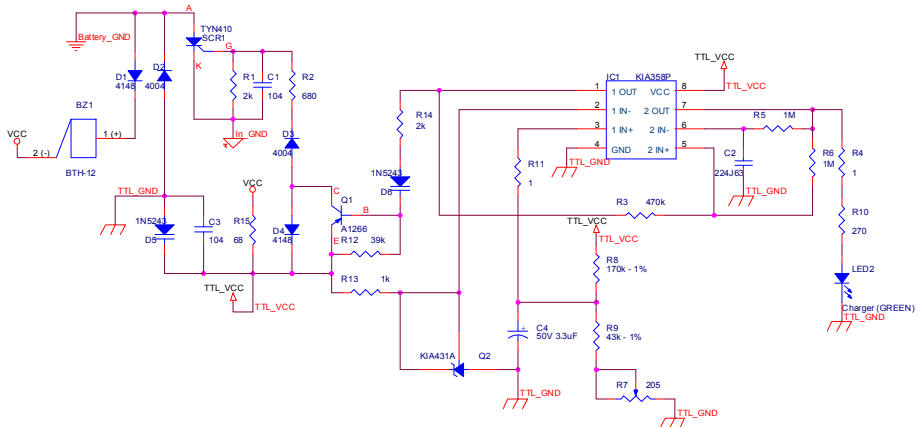 A
Battery_GND
TYN410
SCR1
G
K
D1
4148
D2
4004
R1
2k
C1
104
R2
680
In_GND
D3
4004
BZ1
VCC
2 (-)
1 (+)
BTH-12
TTL_GND
1N5243
D5
C3
104
VCC
R15
68
D4
4148
C
Q1
B
A1266
E
R12
39k
R13
1k
TTL_VCC
TTL_VCC
R14
2k
1N5243
D6
KIA431A
Q2
IC1
KIA358P
1
1 OUT
2
1 IN-
3
1 IN+
4
GND
VCC
8
2 OUT
7
2 IN-
6
2 IN+
5
TTL_VCC
TTL_VCC
TTL_GND
R11
1
R5
1M
C2
224J63
TTL_GND
R6
1M
R4
1
R3
470k
R10
270
TTL_VCC
TTL_VCC
R8
170k - 1%
LED2
Charger (GREEN)
TTL_GND
C4
50V 3.3uF
R9
43k - 1%
TTL_GND
R7
205
TTL_GND